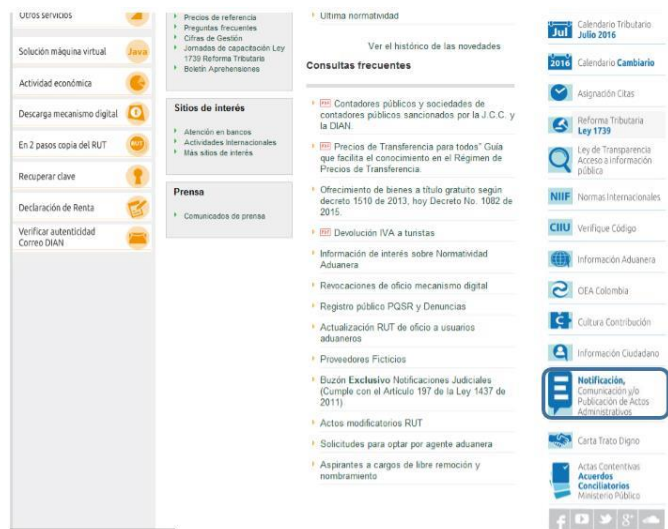 Otros servicios
Solución máquina virtual
Java
Actividad económica
Descarga mecanismo digital
En 2 pasos copia del RUT
RUT
Recuperar clave
Declaración de Renta
Verificar autenticidad
Correo DIAN
Precios de referencia
Preguntas frecuentes
Cifras de Gestión
Jornadas de capacitación Ley
1739 Reforma Tributaria
Boletín Aprehensiones
Sitios de interés
Atención en bancos
Actividades Internacionales
Más sitios de interés
Prensa
Comunicados de prensa
Última normatividad
Ver el histórico de las novedades
Consultas frecuentes
Contadores públicos y sociedades de
contadores públicos sancionados por la J.C.C. y
la DIAN.
Precios de Transferencia para todos" Guía
que facilita el conocimiento en el Régimen de
Precios de Transferencia.
Ofrecimiento de bienes a título gratuito según
decreto 1510 de 2013, hoy Decreto No. 1082 de
2015.
Devolución IVA a turistas
Información de interés sobre Normatividad
Aduanera
Revocaciones de oficio mecanismo digital
Registro público PQSR y Denuncias
Actualización RUT de oficio a usuarios
aduaneros
Proveedores Ficticios
Buzón Exclusivo Notificaciones Judiciales
(Cumple con el Artículo 197 de la Ley 1437 de
2011)
Actos modificatorios RUT
Solicitudes para optar por agente aduanera
Aspirantes a cargos de libre remoción y
nombramiento
Jul
Calendario Tributario
Julio 2016
2016
Calendario Cambiario
Asignación Citas
Reforma Tributaria
Ley 1739
Ley de Transparencia
Acceso a información
pública
NIIF
Normas Internacionales
CIIU
Verifique Código
Información Aduanera
OEA Colombia
Cultura Contribución
Información Ciudadano
Notificación,
Comunicación y/o
Publicación de Actos
Administrativos
Carta Trato Digno
Actas Contentivas
Acuerdos
Conciliatorios
Ministerio Público